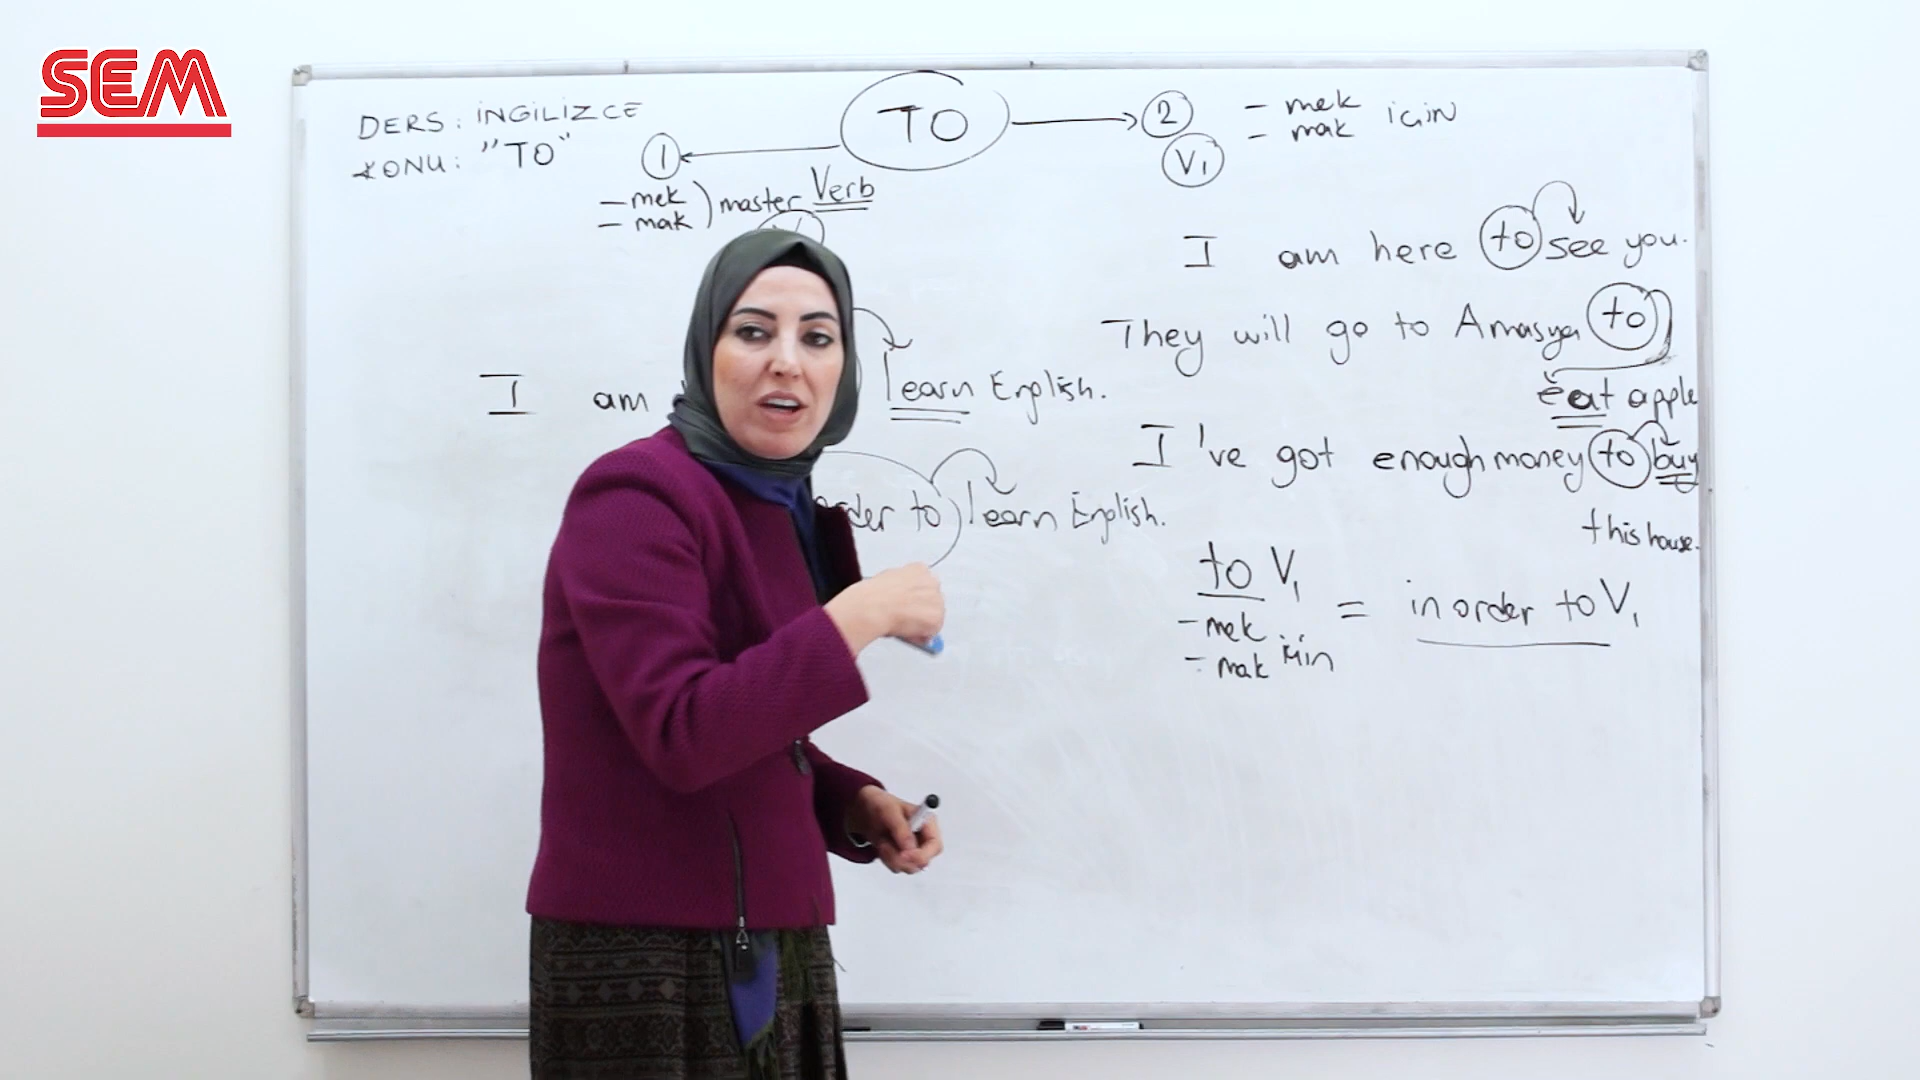 SEM
DERS: İNGİLİZCE
KONU: "TO"
TO
1
- mek
- mak ) master Verb
I am learn English.
order to learn English.
2
V1
- mek
- mak için
I am here to see you.
They will go to Amasya to
eat apple
I've got enough money to buy
this house.
to V1
- mek
- mak için
= in order to V1